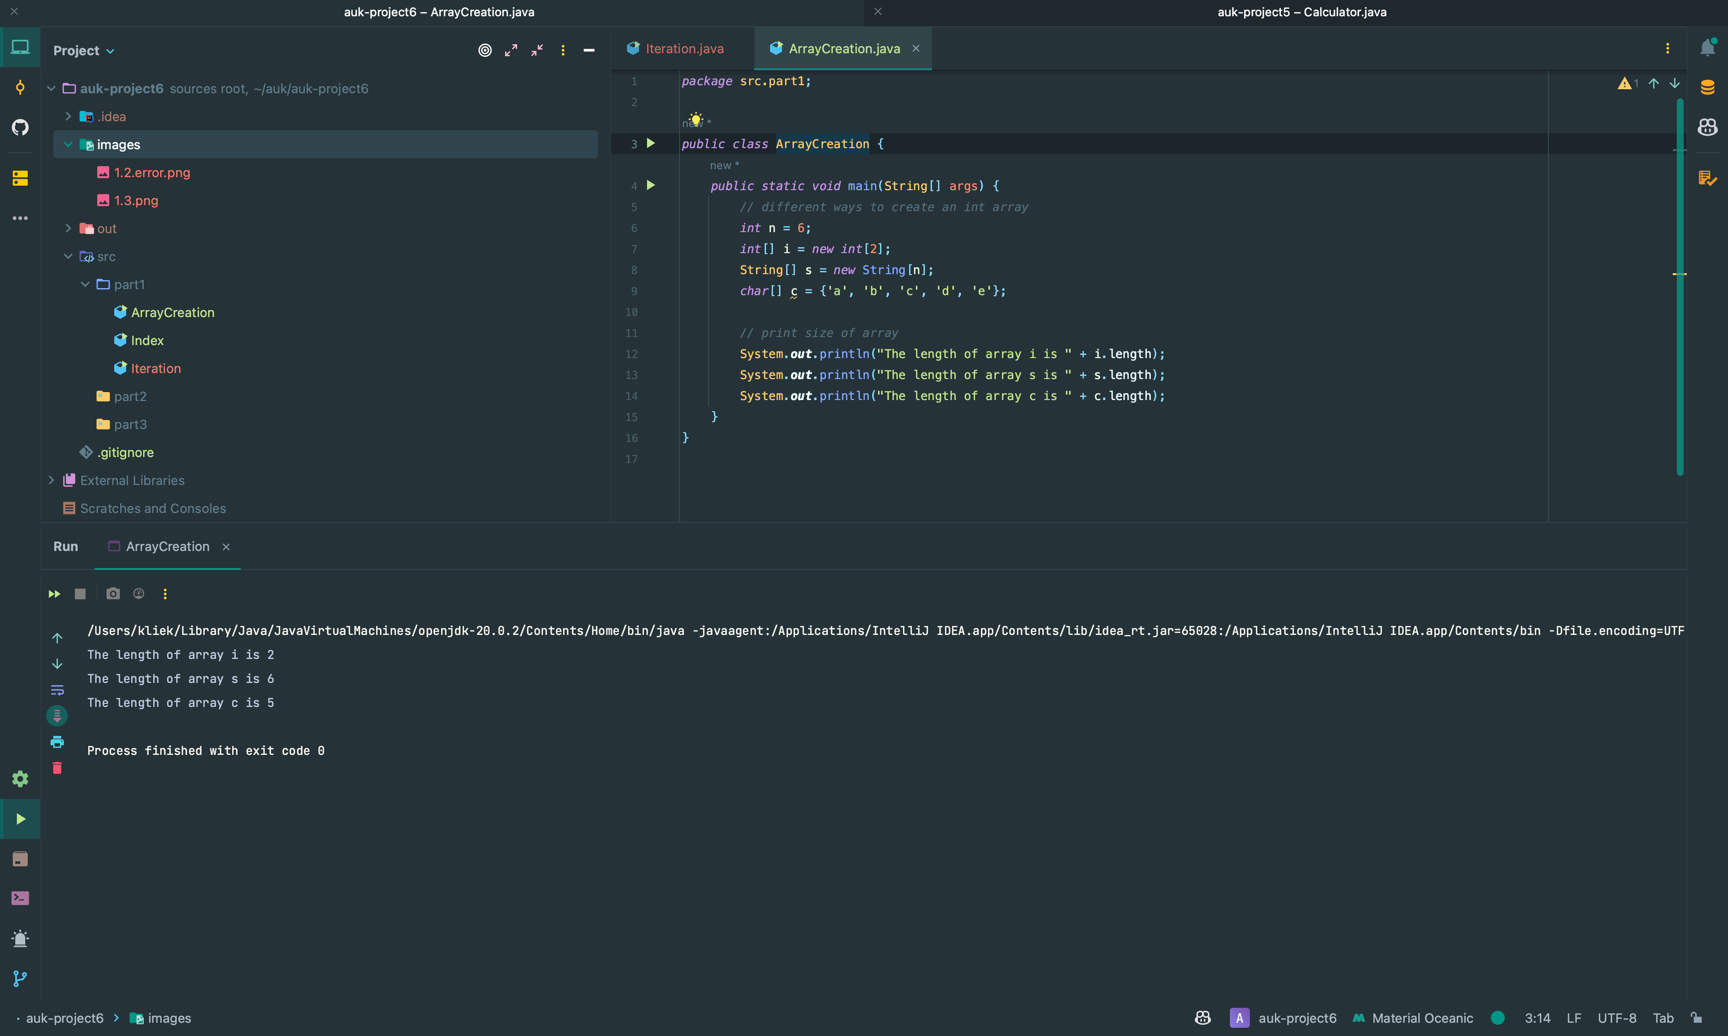 auk-project6 – ArrayCreation.java
auk-project5 – Calculator.java
Project
Iteration.java
ArrayCreation.java
auk-project6 sources root, ~/auk/auk-project6
.idea
images
1.2.error.png
1.3.png
out
src
part1
ArrayCreation
Index
Iteration
part2
part3
.gitignore
External Libraries
Scratches and Consoles
1 package src.part1;
2
new *
3 public class ArrayCreation {
new *
4 public static void main(String[] args) {
5 // different ways to create an int array
6 int n = 6;
7 int[] i = new int[2];
8 String[] s = new String[n];
9 char[] c = {'a', 'b', 'c', 'd', 'e'};
10
11 // print size of array
12 System.out.println("The length of array i is " + i.length);
13 System.out.println("The length of array s is " + s.length);
14 System.out.println("The length of array c is " + c.length);
15 }
16 }
17
1
Run
ArrayCreation
/Users/kliek/Library/Java/JavaVirtualMachines/openjdk-20.0.2/Contents/Home/bin/java -javaagent:/Applications/IntelliJ IDEA.app/Contents/lib/idea_rt.jar=65028:/Applications/IntelliJ IDEA.app/Contents/bin -Dfile.encoding=UTF
The length of array i is 2
The length of array s is 6
The length of array c is 5
Process finished with exit code 0
auk-project6 > images
A auk-project6
Material Oceanic
3:14
LF
UTF-8
Tab